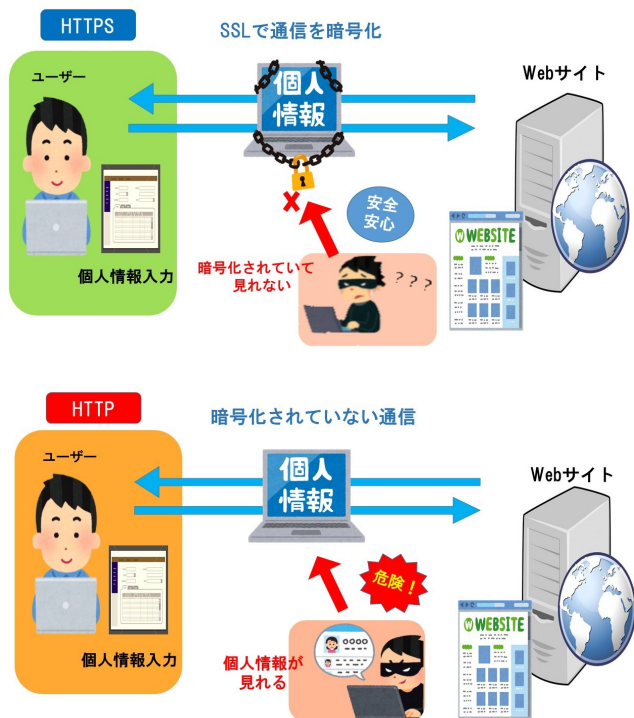 HTTPS
SSLで通信を暗号化
ユーザー
個人
情報
Webサイト
安全
安心
WEBSITE
個人情報入力
暗号化されていて
見れない
???
HTTP
暗号化されていない通信
ユーザー
個人
情報
Webサイト
危険!
WEBSITE
個人情報入力
個人情報が
見れる